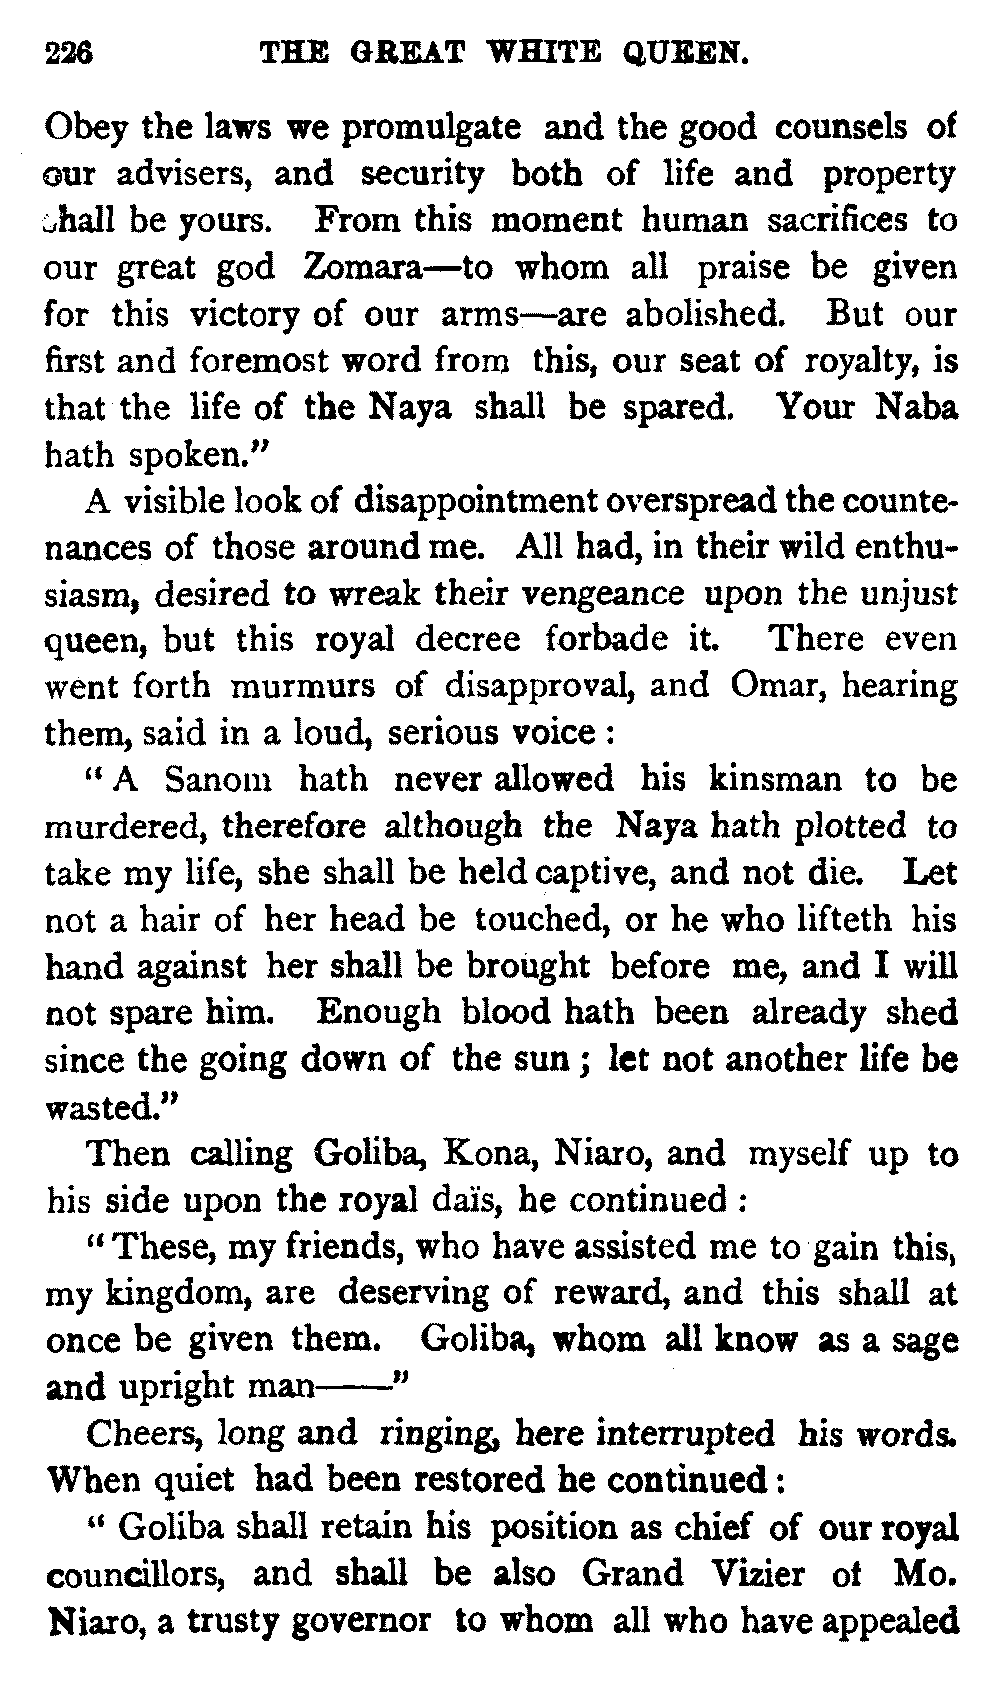 226 THE GREAT WHITE QUEEN.
Obey the laws we promulgate and the good counsels of
our advisers, and security both of life and property
shall be yours. From this moment human sacrifices to
our great god Zomara—to whom all praise be given
for this victory of our arms—are abolished. But our
first and foremost word from this, our seat of royalty, is
that the life of the Naya shall be spared. Your Naba
hath spoken."
A visible look of disappointment overspread the counte-
nances of those around me. All had, in their wild enthu-
siasm, desired to wreak their vengeance upon the unjust
queen, but this royal decree forbade it. There even
went forth murmurs of disapproval, and Omar, hearing
them, said in a loud, serious voice :
" A Sanom hath never allowed his kinsman to be
murdered, therefore although the Naya hath plotted to
take my life, she shall be held captive, and not die. Let
not a hair of her head be touched, or he who lifteth his
hand against her shall be brought before me, and I will
not spare him. Enough blood hath been already shed
since the going down of the sun ; let not another life be
wasted."
Then calling Goliba, Kona, Niaro, and myself up to
his side upon the royal daïs, he continued :
" These, my friends, who have assisted me to gain this,
my kingdom, are deserving of reward, and this shall at
once be given them. Goliba, whom all know as a sage
and upright man——"
Cheers, long and ringing, here interrupted his words.
When quiet had been restored he continued :
" Goliba shall retain his position as chief of our royal
councillors, and shall be also Grand Vizier of Mo.
Niaro, a trusty governor to whom all who have appealed